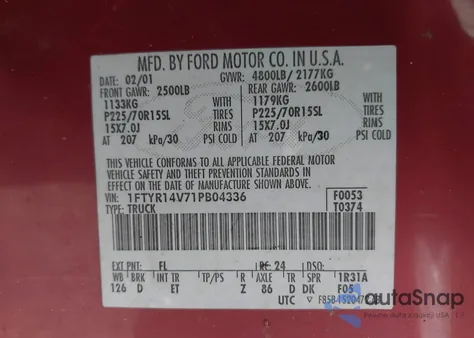 MFD. BY FORD MOTOR CO. IN U.S.A.
DATE: 02/01 GVWR: 4800LB/ 2177KG
FRONT GAWR: 2500LB REAR GAWR: 2600LB
1133KG WITH 1179KG WITH
P225/70R15SL TIRES P225/70R15SL TIRES
15X7.0J RIMS 15X7.0J RIMS
AT 207 kPa/30 PSI COLD AT 207 kPa/30 PSI COLD
THIS VEHICLE CONFORMS TO ALL APPLICABLE FEDERAL MOTOR
VEHICLE SAFETY AND THEFT PREVENTION STANDARDS IN
EFFECT ON THE DATE OF MANUFACTURE SHOWN ABOVE.
VIN: 1FTYR14V71PB04336 F0053
TYPE: TRUCK T0374
EXT PNT: FL RC: 24 DSO:
WB BRK INT TR TP/PS R AXLE TR SPR 1R31A
126 D ET Z 86 D F05
UTC
autoSnap